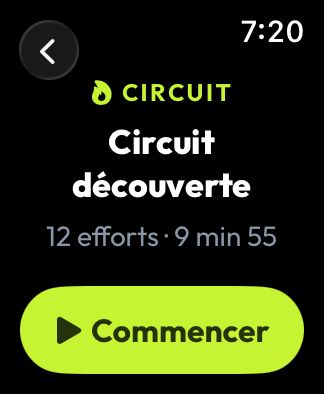 7:20
CIRCUIT
Circuit
découverte
12 efforts · 9 min 55
Commencer